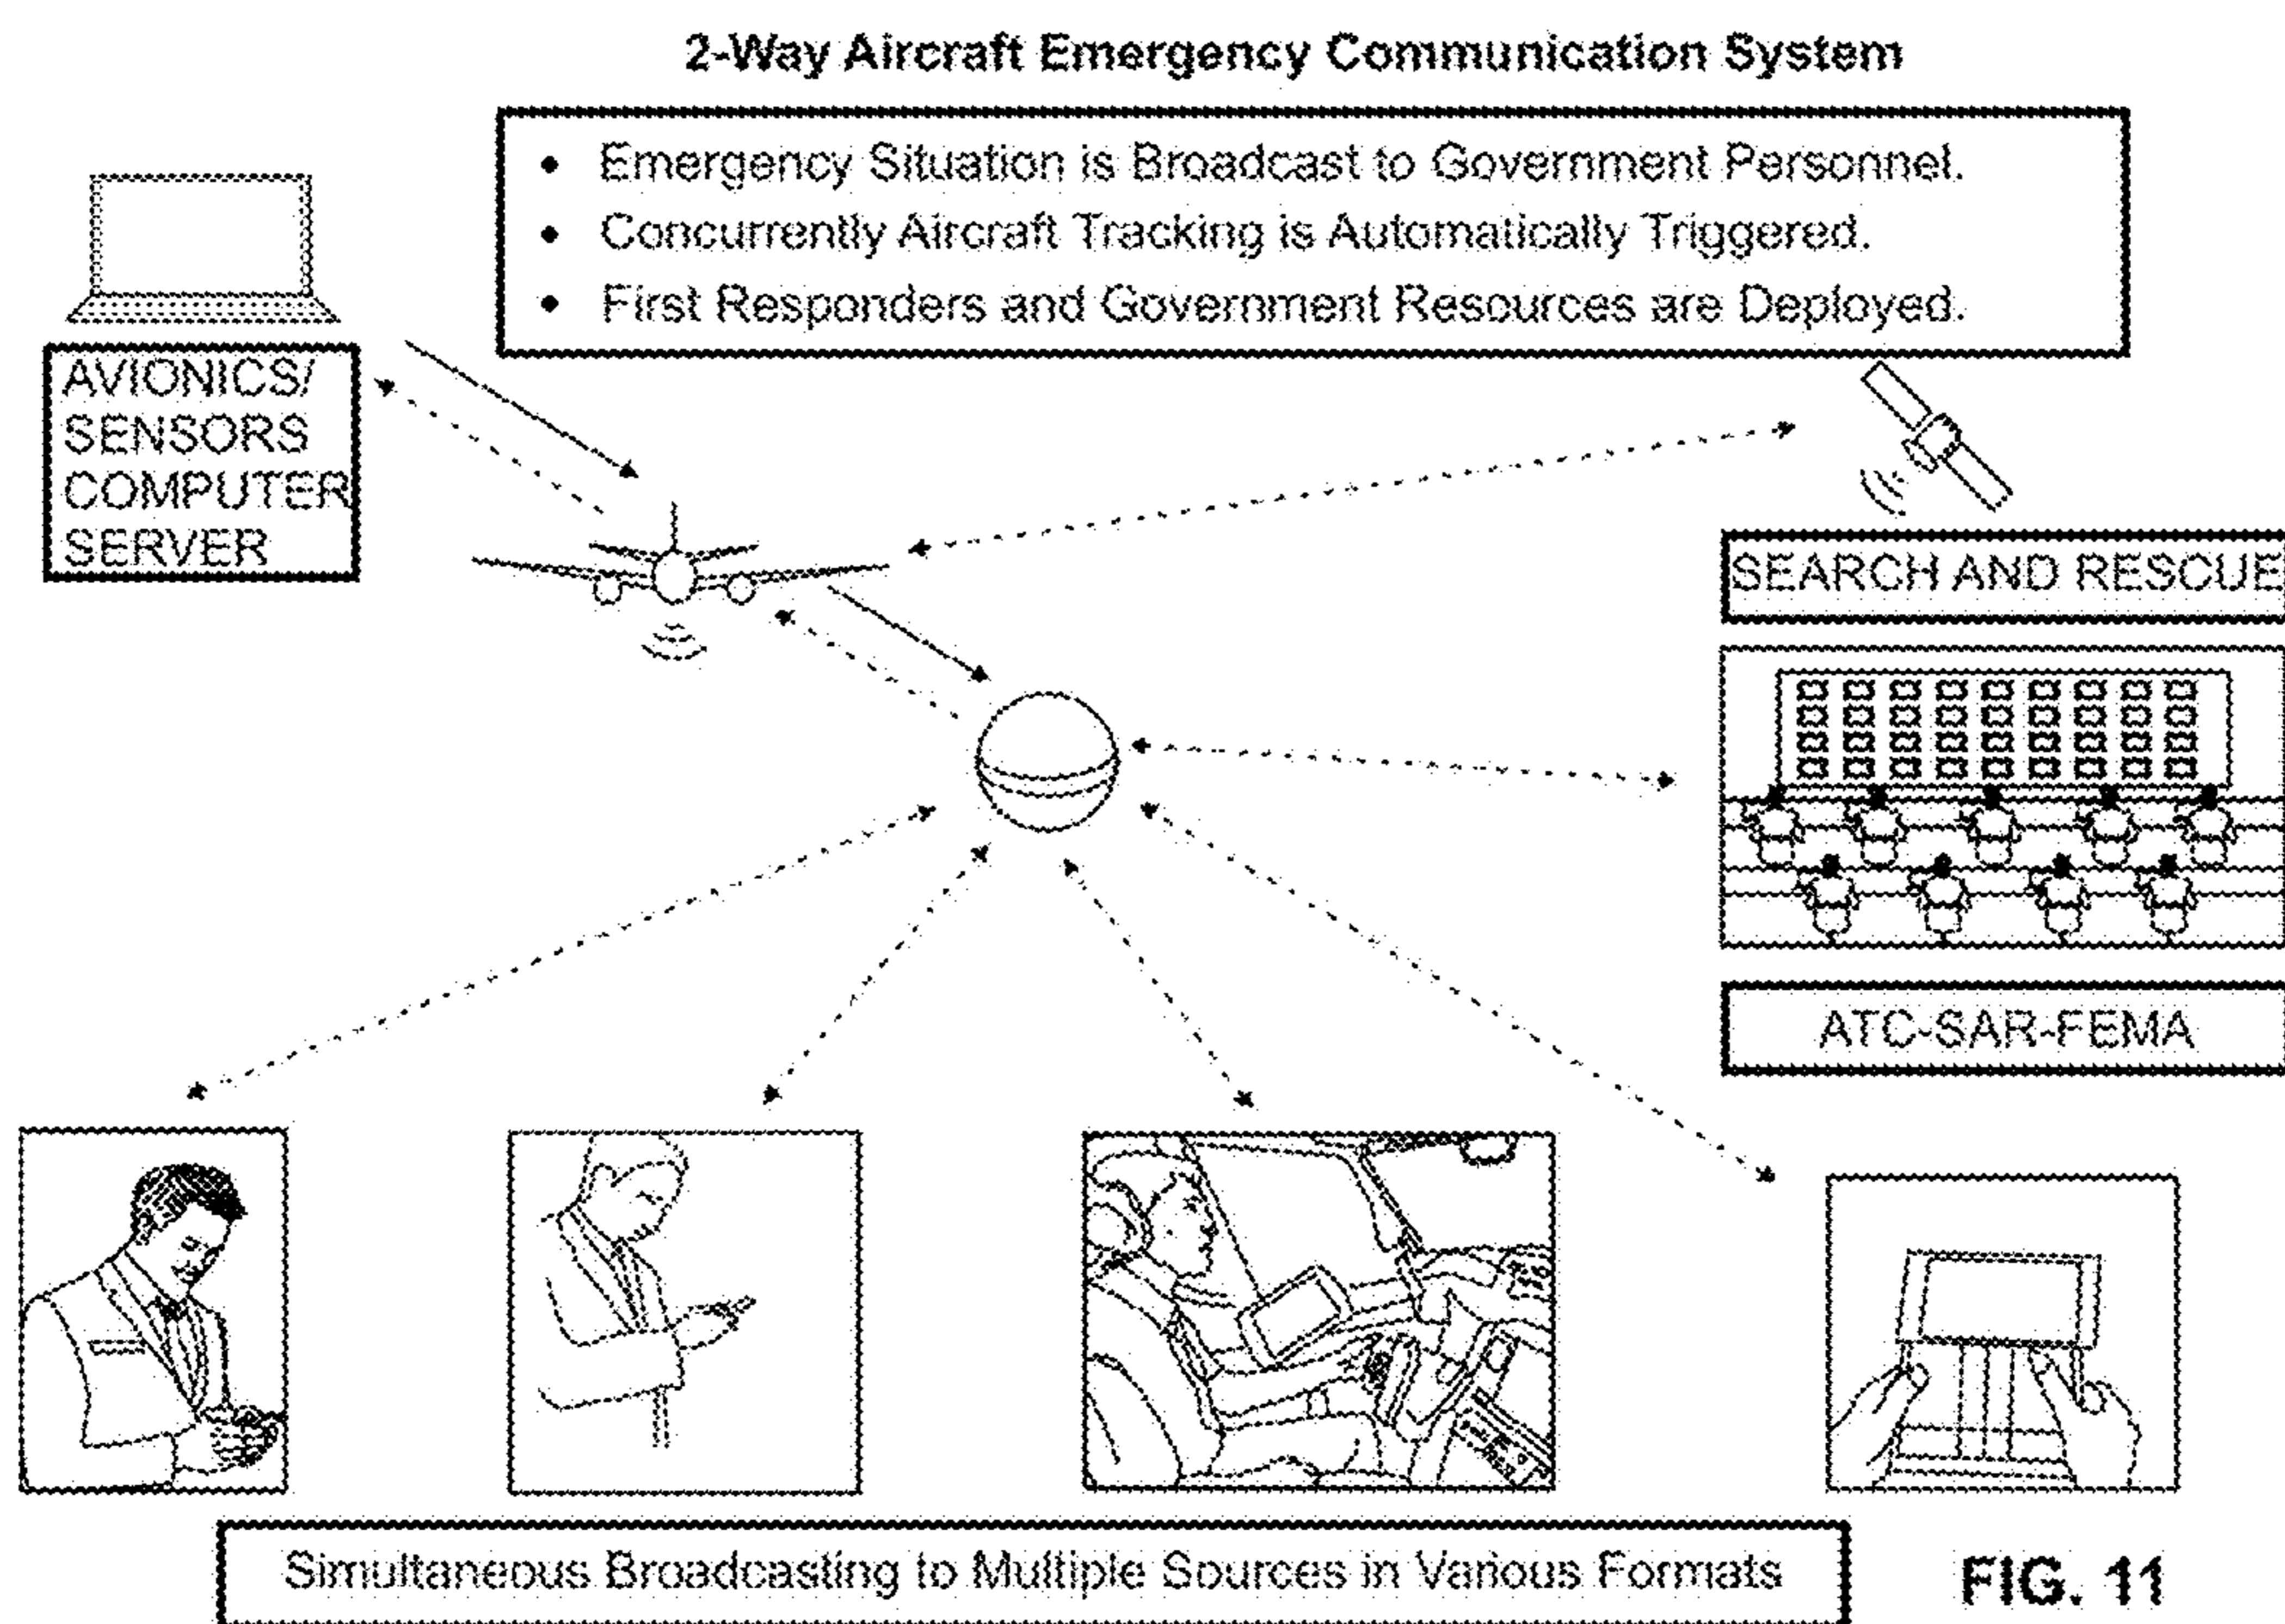 2-Way Aircraft Emergency Communication System
• Emergency Situation is Broadcast to Government Personnel.
• Concurrently Aircraft Tracking is Automatically Triggered.
• First Responders and Government Resources are Deployed.
AVIONICS/
SENSORS
COMPUTER
SERVER
SEARCH AND RESCUE
ATC-SAR-FEMA
Simultaneous Broadcasting to Multiple Sources in Various Formats
FIG. 11